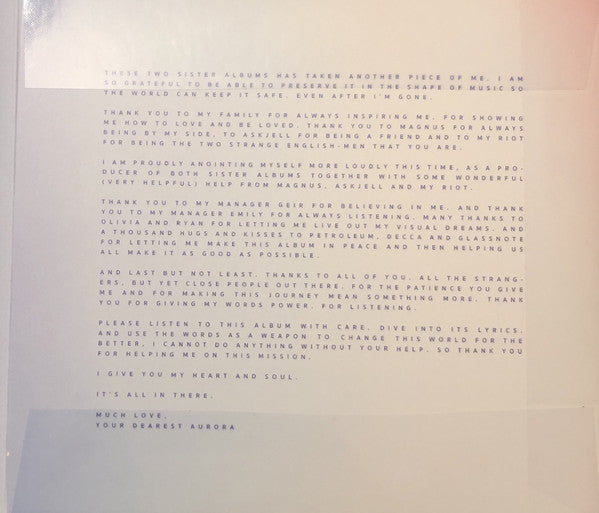 THESE TWO SISTER ALBUMS HAS TAKEN ANOTHER PIECE OF ME. I AM
SO GRATEFUL TO BE ABLE TO PRESERVE IT IN THE SHAPE OF MUSIC SO
THE WORLD CAN KEEP IT SAFE. EVEN AFTER I'M GONE.
THANK YOU TO MY FAMILY FOR ALWAYS INSPIRING ME. FOR SHOWING
ME HOW TO LOVE AND BE LOVED. THANK YOU TO MAGNUS FOR ALWAYS
BEING BY MY SIDE, TO ASKJELL FOR BEING A FRIEND AND TO MY RIOT
FOR BEING THE TWO STRANGE ENGLISH-MEN THAT YOU ARE.
I AM PROUDLY ANOINTING MYSELF MORE LOUDLY THIS TIME, AS A PRO-
DUCER OF BOTH SISTER ALBUMS TOGETHER WITH SOME WONDERFUL
(VERY HELPFUL) HELP FROM MAGNUS, ASKJELL AND MY RIOT.
THANK YOU TO MY MANAGER GEIR FOR BELIEVING IN ME. AND THANK
YOU TO MY MANAGER EMILY FOR ALWAYS LISTENING. MANY THANKS TO
OLIVIA AND RYAN FOR LETTING ME LIVE OUT MY VISUAL DREAMS. AND
A THOUSAND HUGS AND KISSES TO PETROLEUM, DECCA AND GLASSNOTE
FOR LETTING ME MAKE THIS ALBUM IN PEACE AND THEN HELPING US
ALL MAKE IT AS GOOD AS POSSIBLE.
AND LAST BUT NOT LEAST. THANKS TO ALL OF YOU. ALL THE STRANG-
ERS, BUT YET CLOSE PEOPLE OUT THERE. FOR THE PATIENCE YOU GIVE
ME AND FOR MAKING THIS JOURNEY MEAN SOMETHING MORE. THANK
YOU FOR GIVING MY WORDS POWER. FOR LISTENING.
PLEASE LISTEN TO THIS ALBUM WITH CARE. DIVE INTO ITS LYRICS.
AND USE THE WORDS AS A WEAPON TO CHANGE THIS WORLD FOR THE
BETTER. I CANNOT DO ANYTHING WITHOUT YOUR HELP. SO THANK YOU
FOR HELPING ME ON THIS MISSION.
I GIVE YOU MY HEART AND SOUL.
IT'S ALL IN THERE.
MUCH LOVE,
YOUR DEAREST AURORA